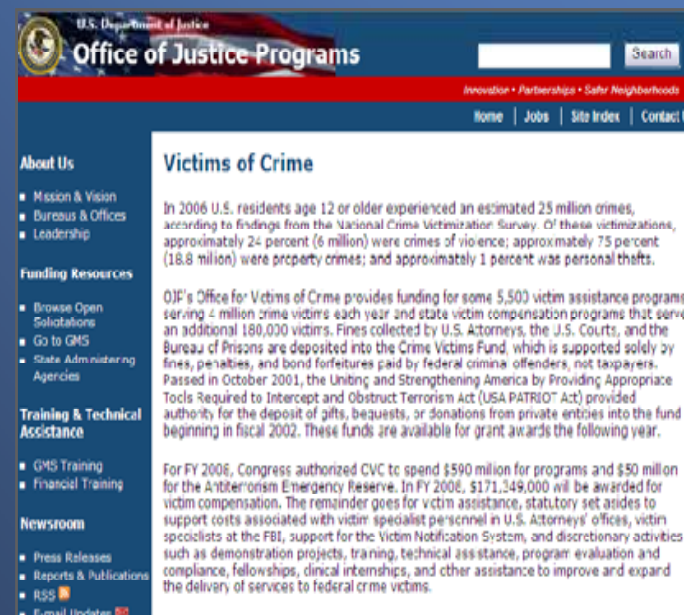 U.S. Department of Justice
Office of Justice Programs
Search
Innovation • Partnerships • Safer Neighborhoods
Home | Jobs | Site Index | Contact
About Us
Mission & Vision
Bureaus & Offices
Leadership
Funding Resources
Browse Open
Solicitations
Go to GMS
State Administering
Agencies
Training & Technical
Assistance
GMS Training
Financial Training
Newsroom
Press Releases
Reports & Publications
RSS
E-mail Updates
Victims of Crime
In 2006 U.S. residents age 12 or older experienced an estimated 25 million crimes,
according to findings from the National Crime Victimization Survey. Of these victimizations,
approximately 24 percent (6 million) were crimes of violence; approximately 75 percent
(18.8 million) were property crimes; and approximately 1 percent was personal thefts.
OJP's Office for Victims of Crime provides funding for some 5,500 victim assistance programs
serving 4 million crime victims each year and state victim compensation programs that serve
an additional 180,000 victims. Fines collected by U.S. Attorneys, the U.S. Courts, and the
Bureau of Prisons are deposited into the Crime Victims Fund, which is supported solely by
fines, penalties, and bond forfeitures paid by federal criminal offenders, not taxpayers.
Passed in October 2001, the Uniting and Strengthening America by Providing Appropriate
Tools Required to Intercept and Obstruct Terrorism Act (USA PATRIOT Act) provided
authority for the deposit of gifts, bequests, or donations from private entities into the fund
beginning in fiscal 2002. These funds are available for grant awards the following year.
For FY 2008, Congress authorized CVC to spend $590 million for programs and $50 million
for the Antiterrorism Emergency Reserve. In FY 2008, $171,349,000 will be awarded for
victim compensation. The remainder goes for victim assistance, statutory set asides to
support costs associated with victim specialist personnel in U.S. Attorneys' offices, victim
specialists at the FBI, support for the Victim Notification System, and discretionary activities
such as demonstration projects, training, technical assistance, program evaluation and
compliance, fellowships, clinical internships, and other assistance to improve and expand
the delivery of services to federal crime victims.